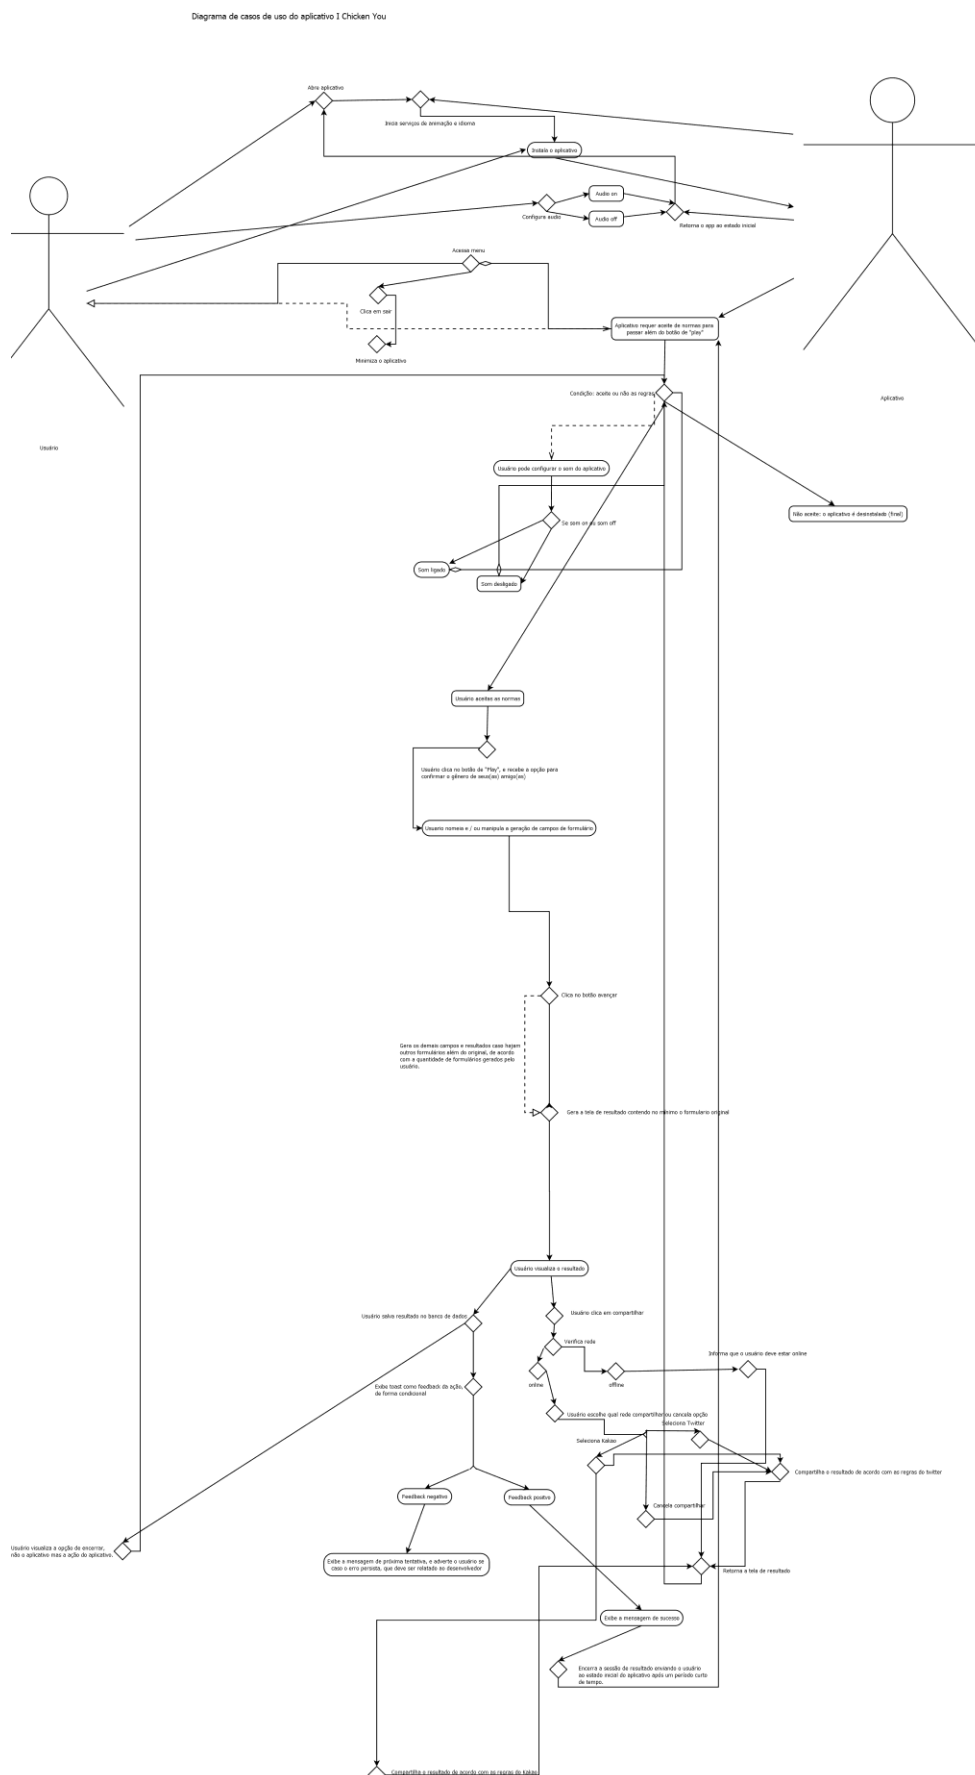 Diagrama de casos de uso do aplicativo I Chicken You
Abre aplicativo
Inicia serviços de animação e idioma
Instala o aplicativo
Audio on
Configura audio
Audio off
Retorna o app ao estado inicial
Acessa menu
Clica em sair
Aplicativo requer aceite de normas para
passar além do botão de "play"
Minimiza o aplicativo
Condição: aceite ou não as regras
Aplicativo
Usuário
Usuário pode configurar o som do aplicativo
Não aceite: o aplicativo é desinstalado (final)
Se som on ou som off
Som ligado
Som desligado
Usuário aceitas as normas
Usuário clica no botão de "Play", e recebe a opção para
confirmar o gênero de seus(as) amigo(as)
Usuario nomeia e / ou manipula a geração de campos de formulário
Clica no botão avançar
Gera os demais campos e resultados caso hajam
outros formulários além do original, de acordo
com a quantidade de formulários gerados pelo
usuário.
Gera a tela de resultado contendo no mínimo o formulario original
Usuário visualiza o resultado
Usuário salva resultado no banco de dados
Usuário clica em compartilhar
Verifica rede
Informa que o usuário deve estar online
online
offline
Exibe toast como feedback da ação,
de forma condicional
Usuário escolhe qual rede compartilhar ou cancela opção
Seleciona Twitter
Seleciona Kakao
Compartilha o resultado de acordo com as regras do twitter
Feedback negativo
Feedback positivo
Cancela compartilhar
Usuário visualiza a opção de encerrar,
não o aplicativo mas a ação do aplicativo.
Exibe a mensagem de próxima tentativa, e adverte o usuário se
caso o erro persista, que deve ser relatado ao desenvolvedor
Retorna a tela de resultado
Exibe a mensagem de sucesso
Encerra a sessão de resultado enviando o usuário
ao estado inicial do aplicativo após um período curto
de tempo.
Compartilha o resultado de acordo com as regras do Kakao